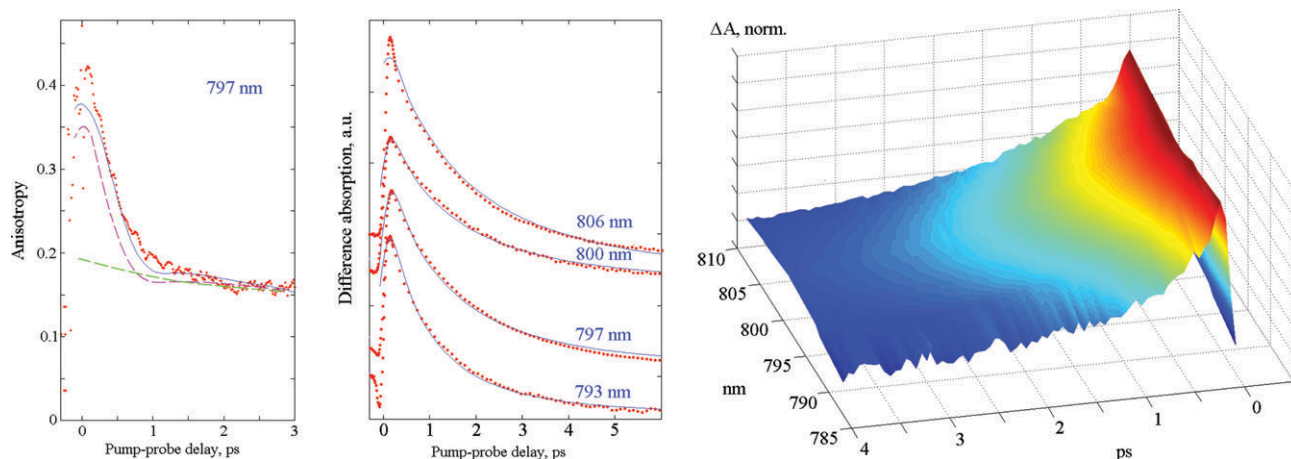 797 nm
0.4
0.3
0.2
0.1
0
Anisotropy
0 1 2 3
Pump-probe delay, ps
Difference absorption, a.u.
806 nm
800 nm
797 nm
793 nm
0 1 2 3 4 5
Pump-probe delay, ps
ΔA, norm.
810
805
800
795
790
785
nm
4 3 2 1 0
ps